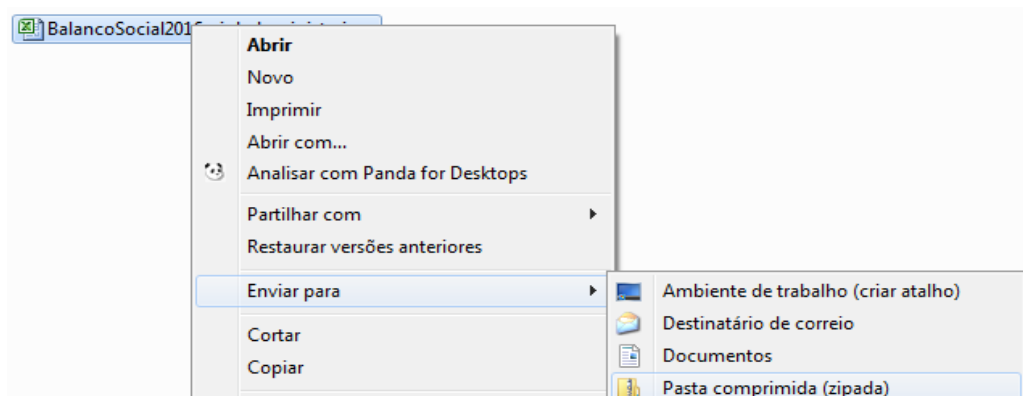 BalancoSocial201
Abrir
Novo
Imprimir
Abrir com...
Analisar com Panda for Desktops
Partilhar com
Restaurar versões anteriores
Enviar para
Ambiente de trabalho (criar atalho)
Destinatário de correio
Cortar
Documentos
Copiar
Pasta comprimida (zipada)